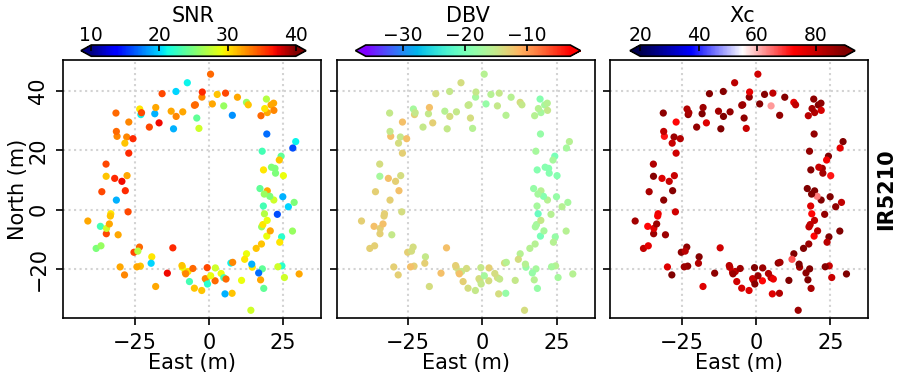 SNR DBV Xc
10 20 30 40 −30 −20 −10 20 40 60 80
40
20
0
−20
North (m)
IR5210
−25 0 25 −25 0 25 −25 0 25
East (m) East (m) East (m)